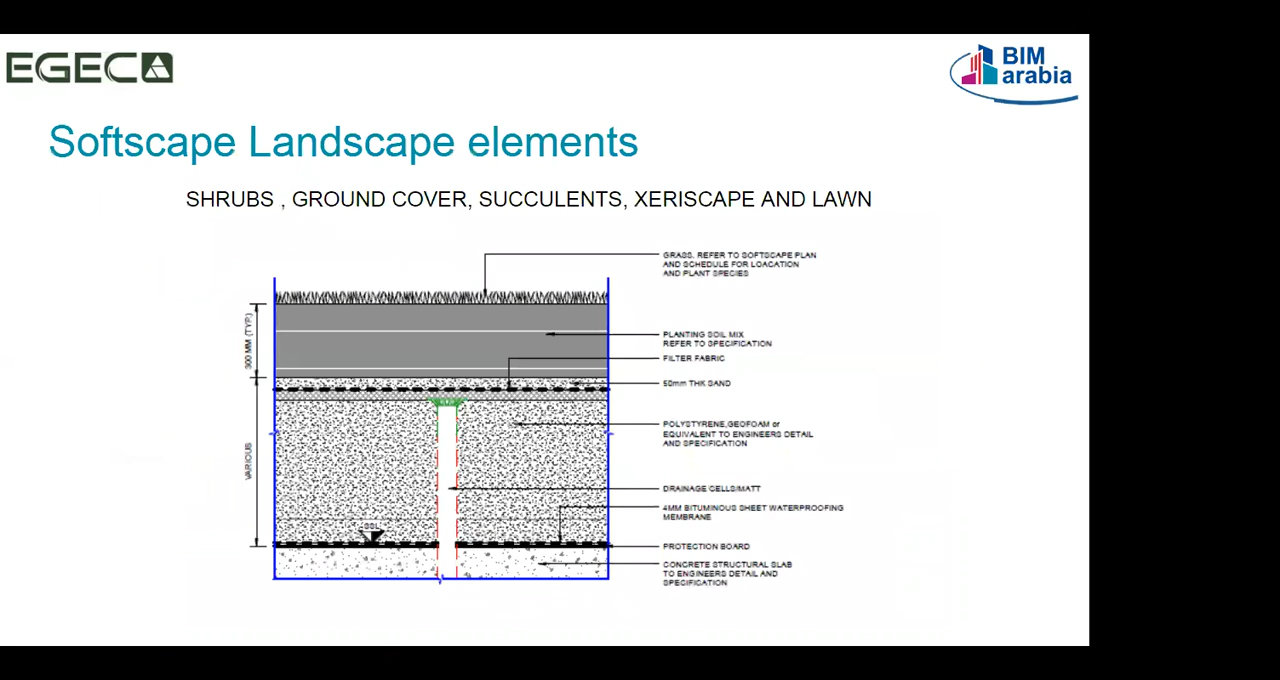 EGEC
BIM
arabia
Softscape Landscape elements
SHRUBS , GROUND COVER, SUCCULENTS, XERISCAPE AND LAWN
GRASS. REFER TO SOFTSCAPE PLAN
AND SCHEDULE FOR LOACATION
AND PLANT SPECIES
300 MM (TYP.)
PLANTING SOIL MIX
REFER TO SPECIFICATION
FILTER FABRIC
50mm THK SAND
POLYSTYRENE,GEOFOAM or
EQUIVALENT TO ENGINEERS DETAIL
AND SPECIFICATION
VARIOUS
DRAINAGE CELLS/MATT
4MM BITUMINOUS SHEET WATERPROOFING
MEMBRANE
SSL
PROTECTION BOARD
CONCRETE STRUCTURAL SLAB
TO ENGINEERS DETAIL AND
SPECIFICATION